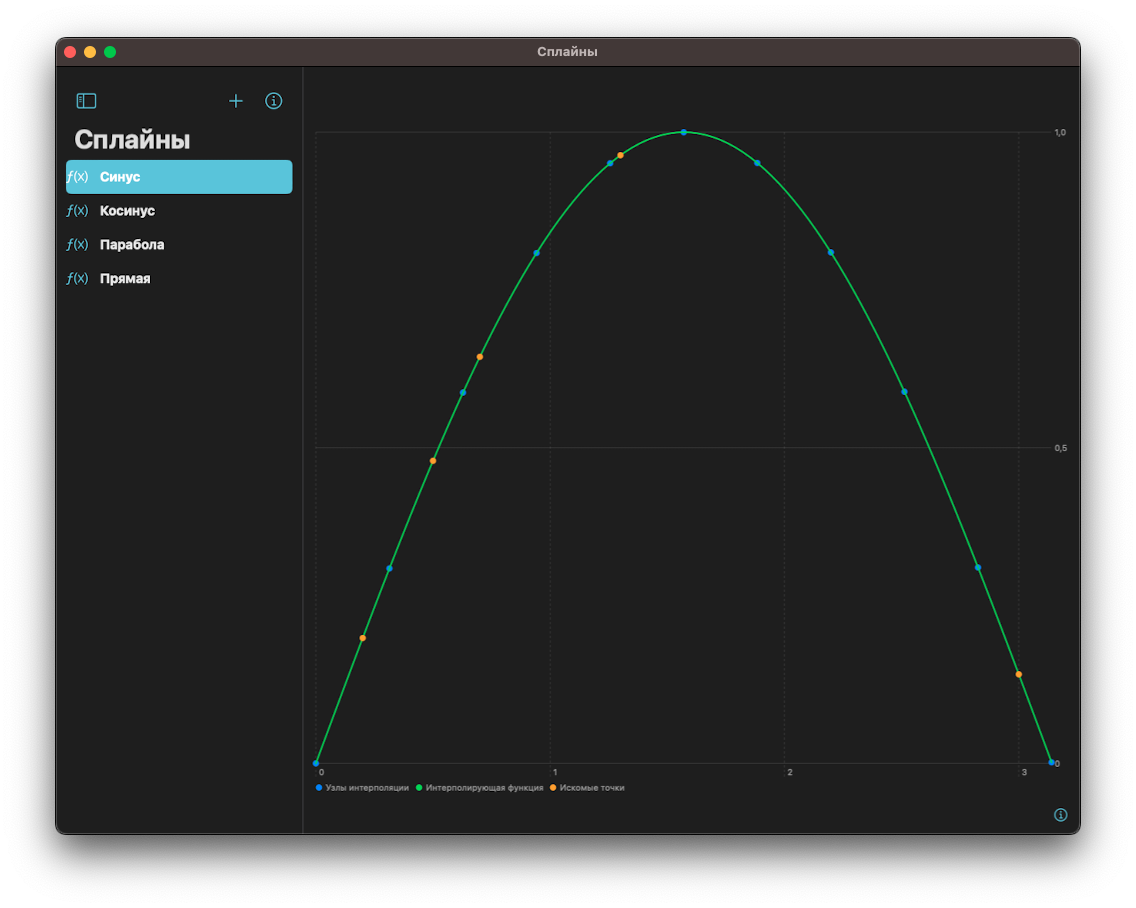 Сплайны
Сплайны
f(x) Синус
f(x) Косинус
f(x) Парабола
f(x) Прямая
1,0
0,5
0
0 1 2 3
Узлы интерполяции Интерполирующая функция Искомые точки